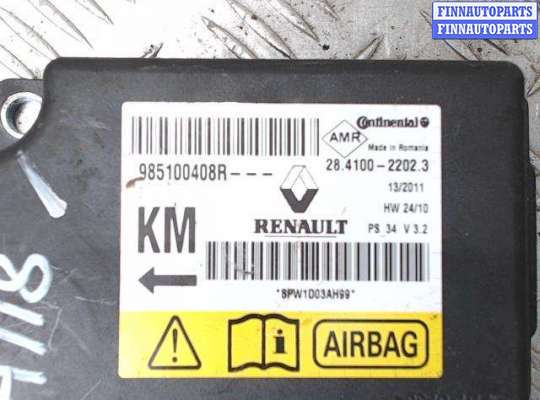 FINNAUTOPARTS
FINNAUTOPARTS
Continental
AMR
Made in Romania
985100408R---
28.4100-2202.3
13/2011
KM
HW 24/10
RENAULT
PS 34 V 3.2
*8PW1D03AH99*
i
AIRBAG